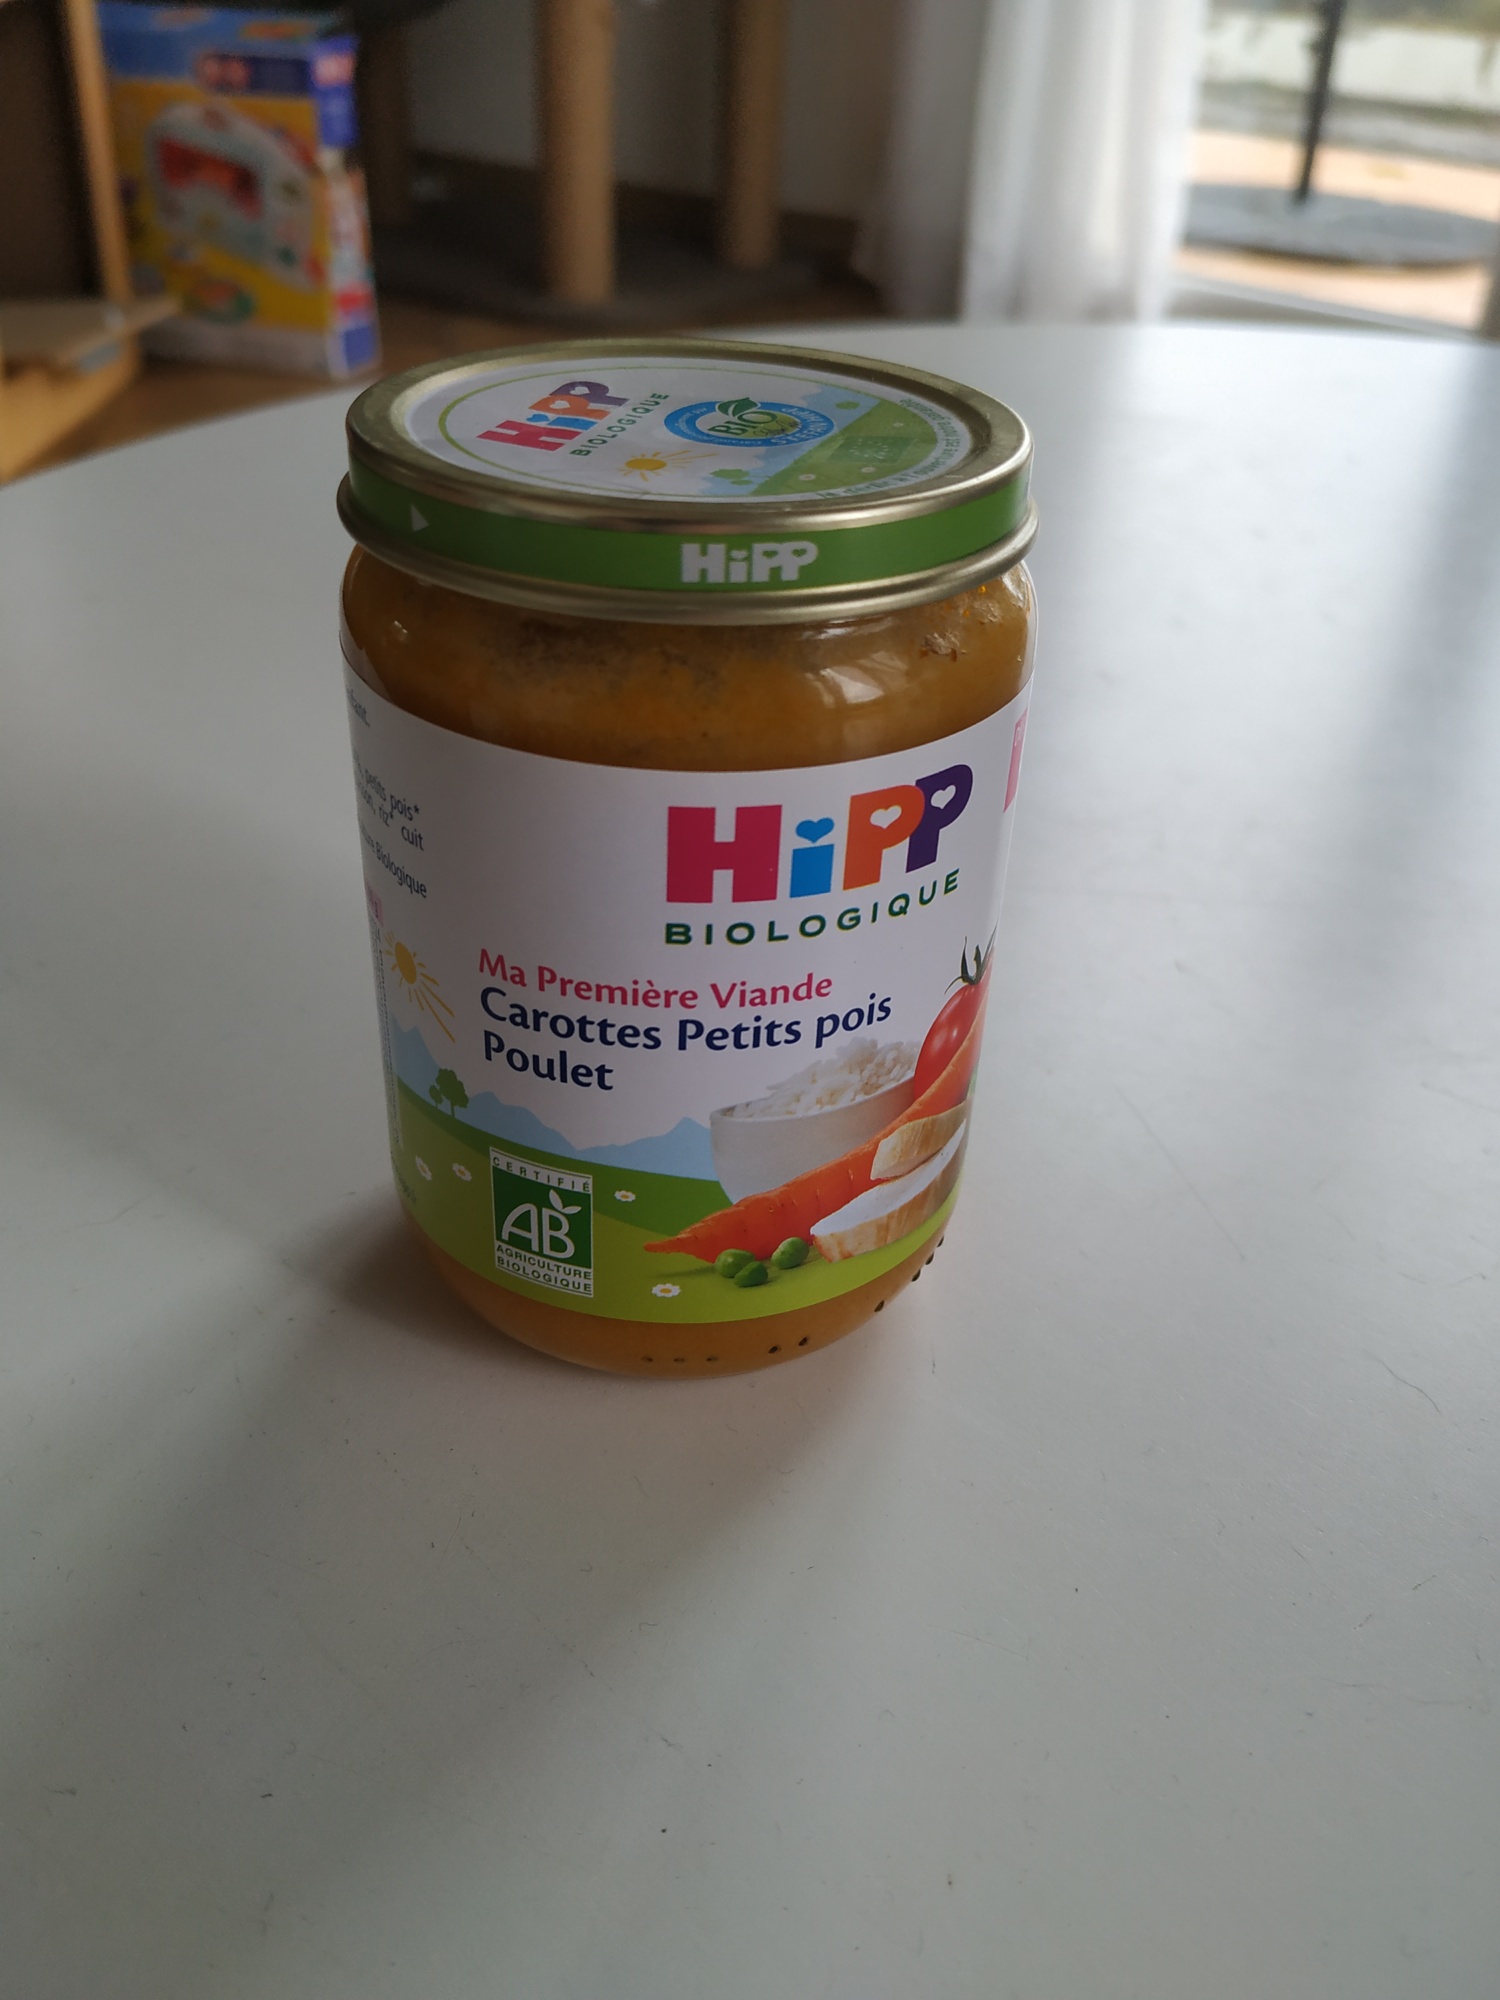 HiPP
BIOLOGIQUE
BIO
HiPP
petits pois*
riz* cuit
Biologique
HiPP
BIOLOGIQUE
Ma Première Viande
Carottes Petits pois
Poulet
CERTIFIÉ
AB
AGRICULTURE
BIOLOGIQUE